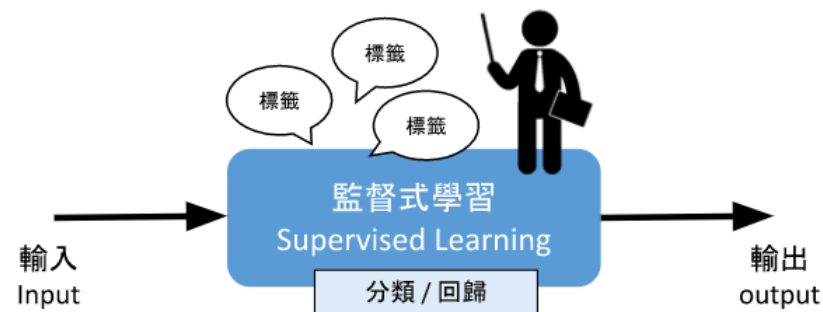 標籤
標籤
標籤
監督式學習
Supervised Learning
分類 / 回歸
輸入
Input
輸出
output